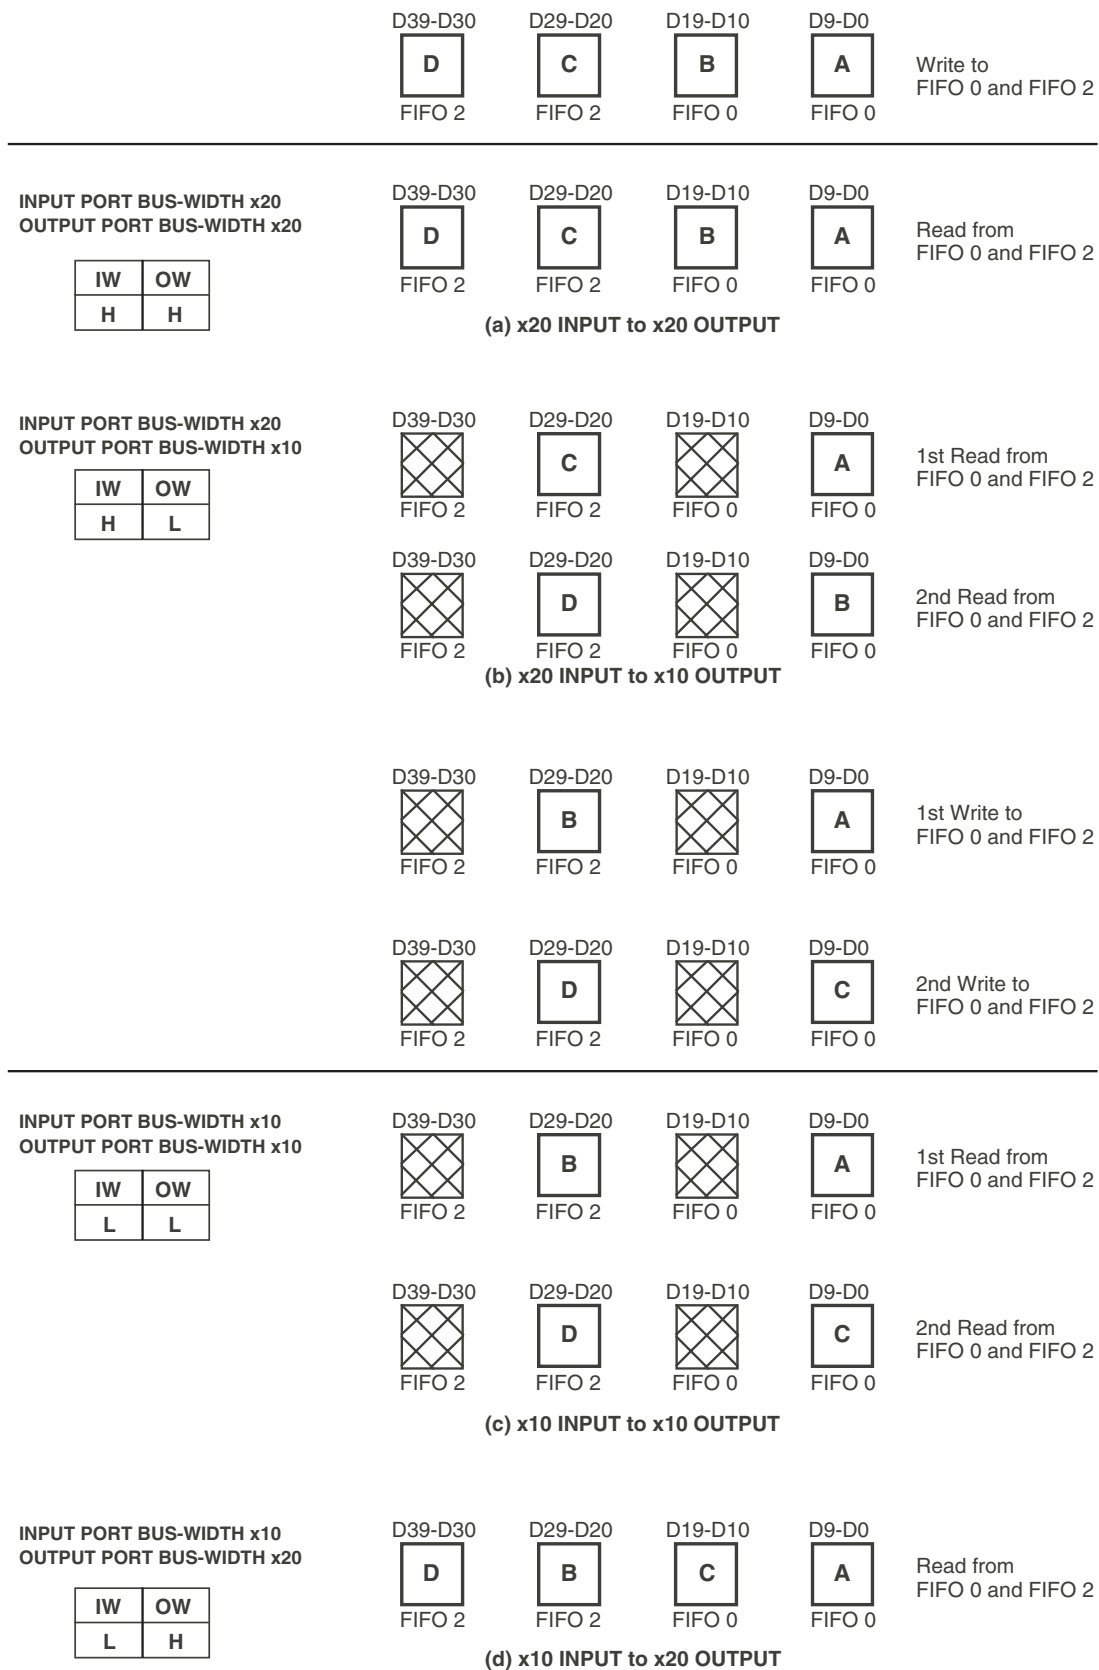 D39-D30 D29-D20 D19-D10 D9-D0
D C B A
Write to
FIFO 0 and FIFO 2
FIFO 2 FIFO 2 FIFO 0 FIFO 0
INPUT PORT BUS-WIDTH x20
OUTPUT PORT BUS-WIDTH x20
IW OW
H H
D39-D30 D29-D20 D19-D10 D9-D0
D C B A
Read from
FIFO 0 and FIFO 2
FIFO 2 FIFO 2 FIFO 0 FIFO 0
(a) x20 INPUT to x20 OUTPUT
INPUT PORT BUS-WIDTH x20
OUTPUT PORT BUS-WIDTH x10
IW OW
H L
D39-D30 D29-D20 D19-D10 D9-D0
C A
1st Read from
FIFO 0 and FIFO 2
FIFO 2 FIFO 2 FIFO 0 FIFO 0
D39-D30 D29-D20 D19-D10 D9-D0
D B
2nd Read from
FIFO 0 and FIFO 2
FIFO 2 FIFO 2 FIFO 0 FIFO 0
(b) x20 INPUT to x10 OUTPUT
D39-D30 D29-D20 D19-D10 D9-D0
B A
1st Write to
FIFO 0 and FIFO 2
FIFO 2 FIFO 2 FIFO 0 FIFO 0
D39-D30 D29-D20 D19-D10 D9-D0
D C
2nd Write to
FIFO 0 and FIFO 2
FIFO 2 FIFO 2 FIFO 0 FIFO 0
INPUT PORT BUS-WIDTH x10
OUTPUT PORT BUS-WIDTH x10
IW OW
L L
D39-D30 D29-D20 D19-D10 D9-D0
B A
1st Read from
FIFO 0 and FIFO 2
FIFO 2 FIFO 2 FIFO 0 FIFO 0
D39-D30 D29-D20 D19-D10 D9-D0
D C
2nd Read from
FIFO 0 and FIFO 2
FIFO 2 FIFO 2 FIFO 0 FIFO 0
(c) x10 INPUT to x10 OUTPUT
INPUT PORT BUS-WIDTH x10
OUTPUT PORT BUS-WIDTH x20
IW OW
L H
D39-D30 D29-D20 D19-D10 D9-D0
D B C A
Read from
FIFO 0 and FIFO 2
FIFO 2 FIFO 2 FIFO 0 FIFO 0
(d) x10 INPUT to x20 OUTPUT